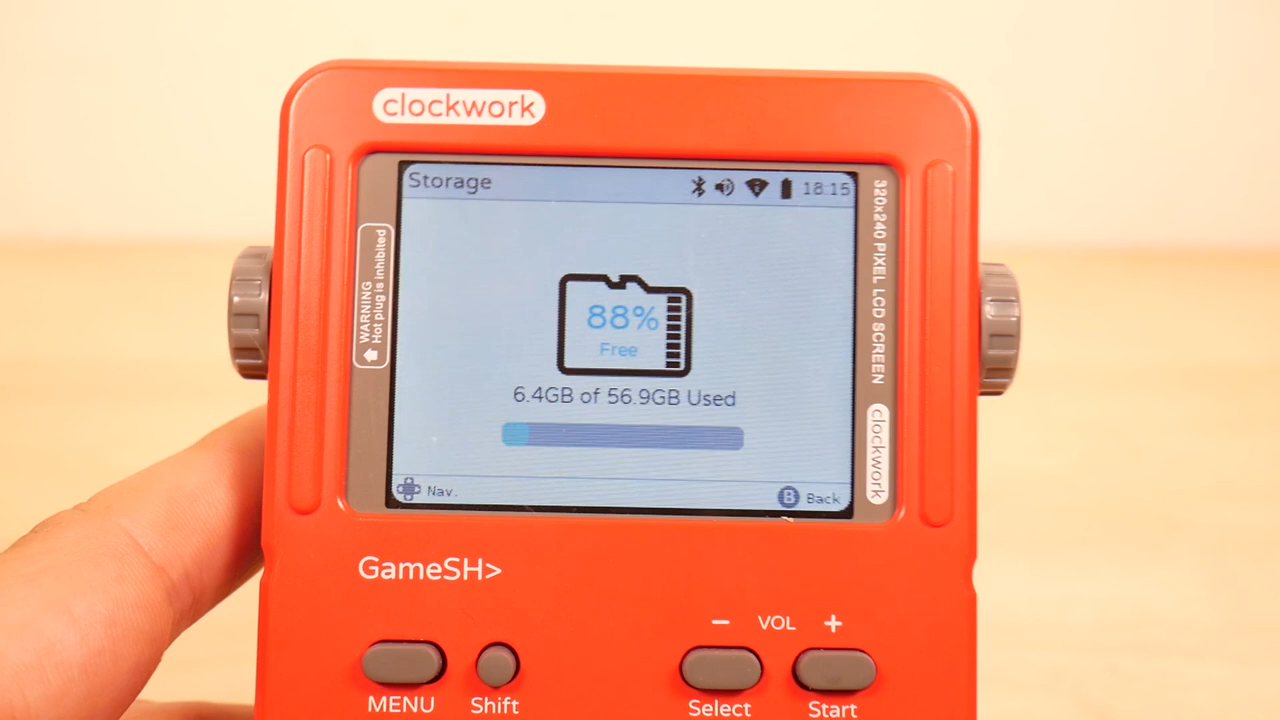 clockwork
Storage
18:15
WARNING
Hot plug is inhibited
88%
Free
6.4GB of 56.9GB Used
Nav.
B Back
320x240 PIXEL LCD SCREEN
clockwork
GameSH>
− VOL +
MENU Shift Select Start